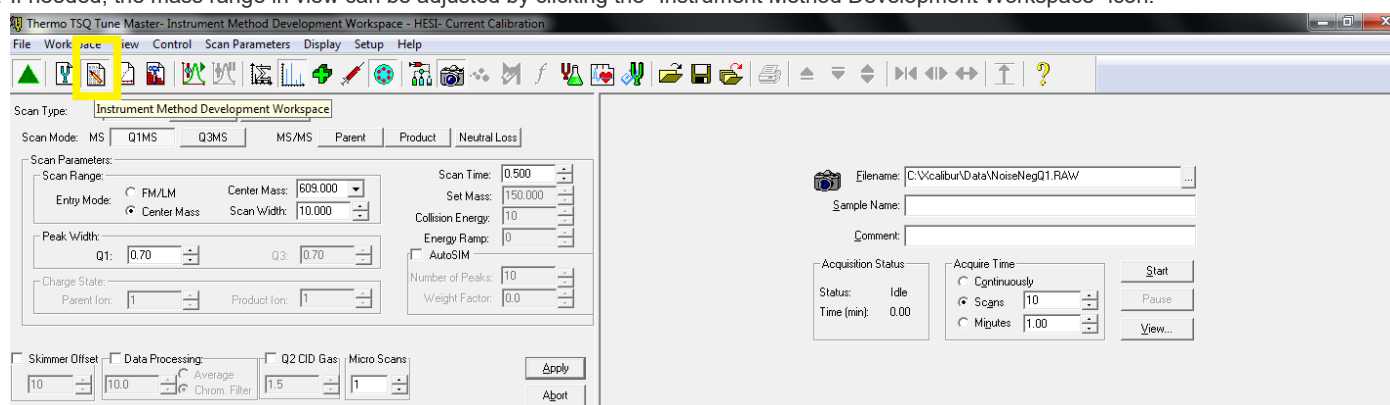 If needed, the mass range in view can be adjusted by clicking the "Instrument Method Development Workspace" icon.
Thermo TSQ Tune Master- Instrument Method Development Workspace - HESI- Current Calibration
File Workspace View Control Scan Parameters Display Setup Help
Instrument Method Development Workspace
Scan Type:
Scan Mode: MS Q1MS Q3MS MS/MS Parent Product Neutral Loss
Scan Parameters:
Scan Range:
Entry Mode:
FM/LM
Center Mass
Center Mass: 609.000
Scan Width: 10.000
Scan Time: 0.500
Set Mass: 150.000
Collision Energy: 10
Energy Ramp: 0
Peak Width:
Q1: 0.70
Q3: 0.70
AutoSIM
Number of Peaks: 10
Weight Factor: 0.0
Charge State:
Parent Ion: 1
Product Ion: 1
Skimmer Offset
10
Data Processing:
10.0
Average
Chrom. Filter
Q2 CID Gas
1.5
Micro Scans
1
Apply
Abort
Filename: C:\Xcalibur\Data\NoiseNegQ1.RAW
...
Sample Name:
Comment:
Acquisition Status
Status: Idle
Time (min): 0.00
Acquire Time
Continuously
Scans 10
Minutes 1.00
Start
Pause
View...